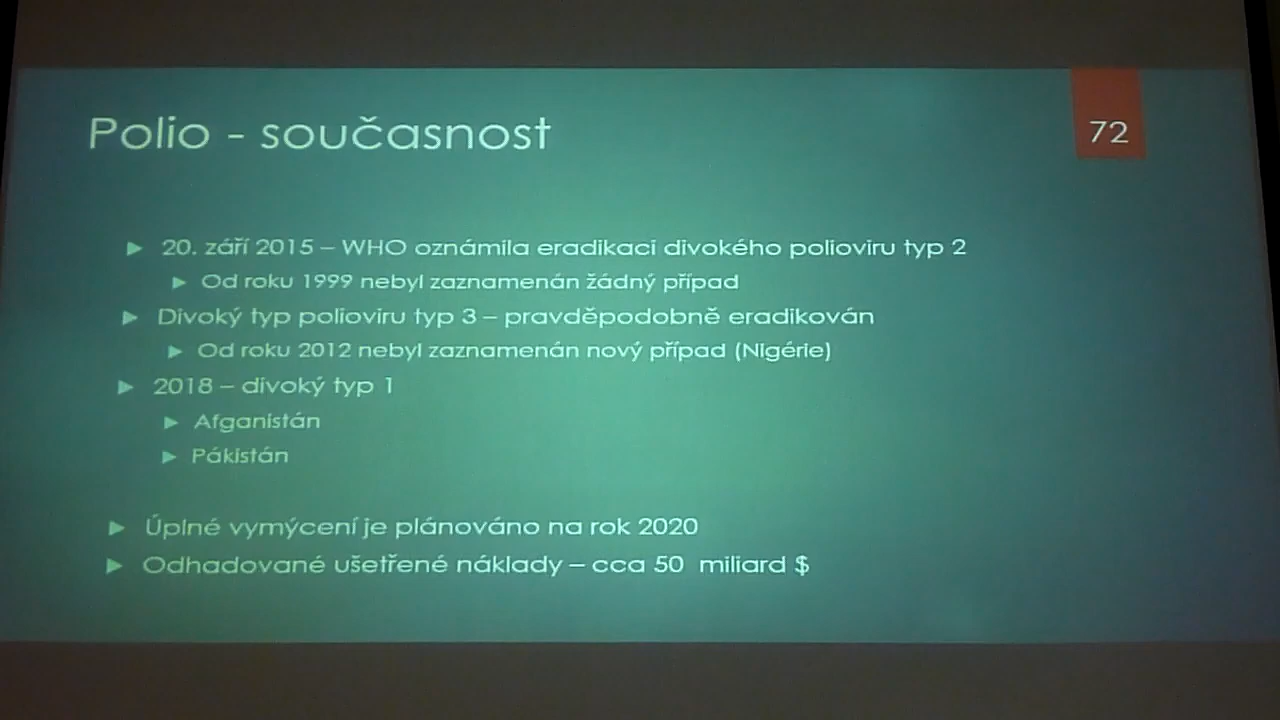 Polio - současnost
72
20. září 2015 – WHO oznámila eradikaci divokého polioviru typ 2
Od roku 1999 nebyl zaznamenán žádný případ
Divoký typ polioviru typ 3 – pravděpodobně eradikován
Od roku 2012 nebyl zaznamenán nový případ (Nigérie)
2018 – divoký typ 1
Afganistán
Pákistán
Úplné vymýcení je plánováno na rok 2020
Odhadované ušetřené náklady – cca 50 miliard $